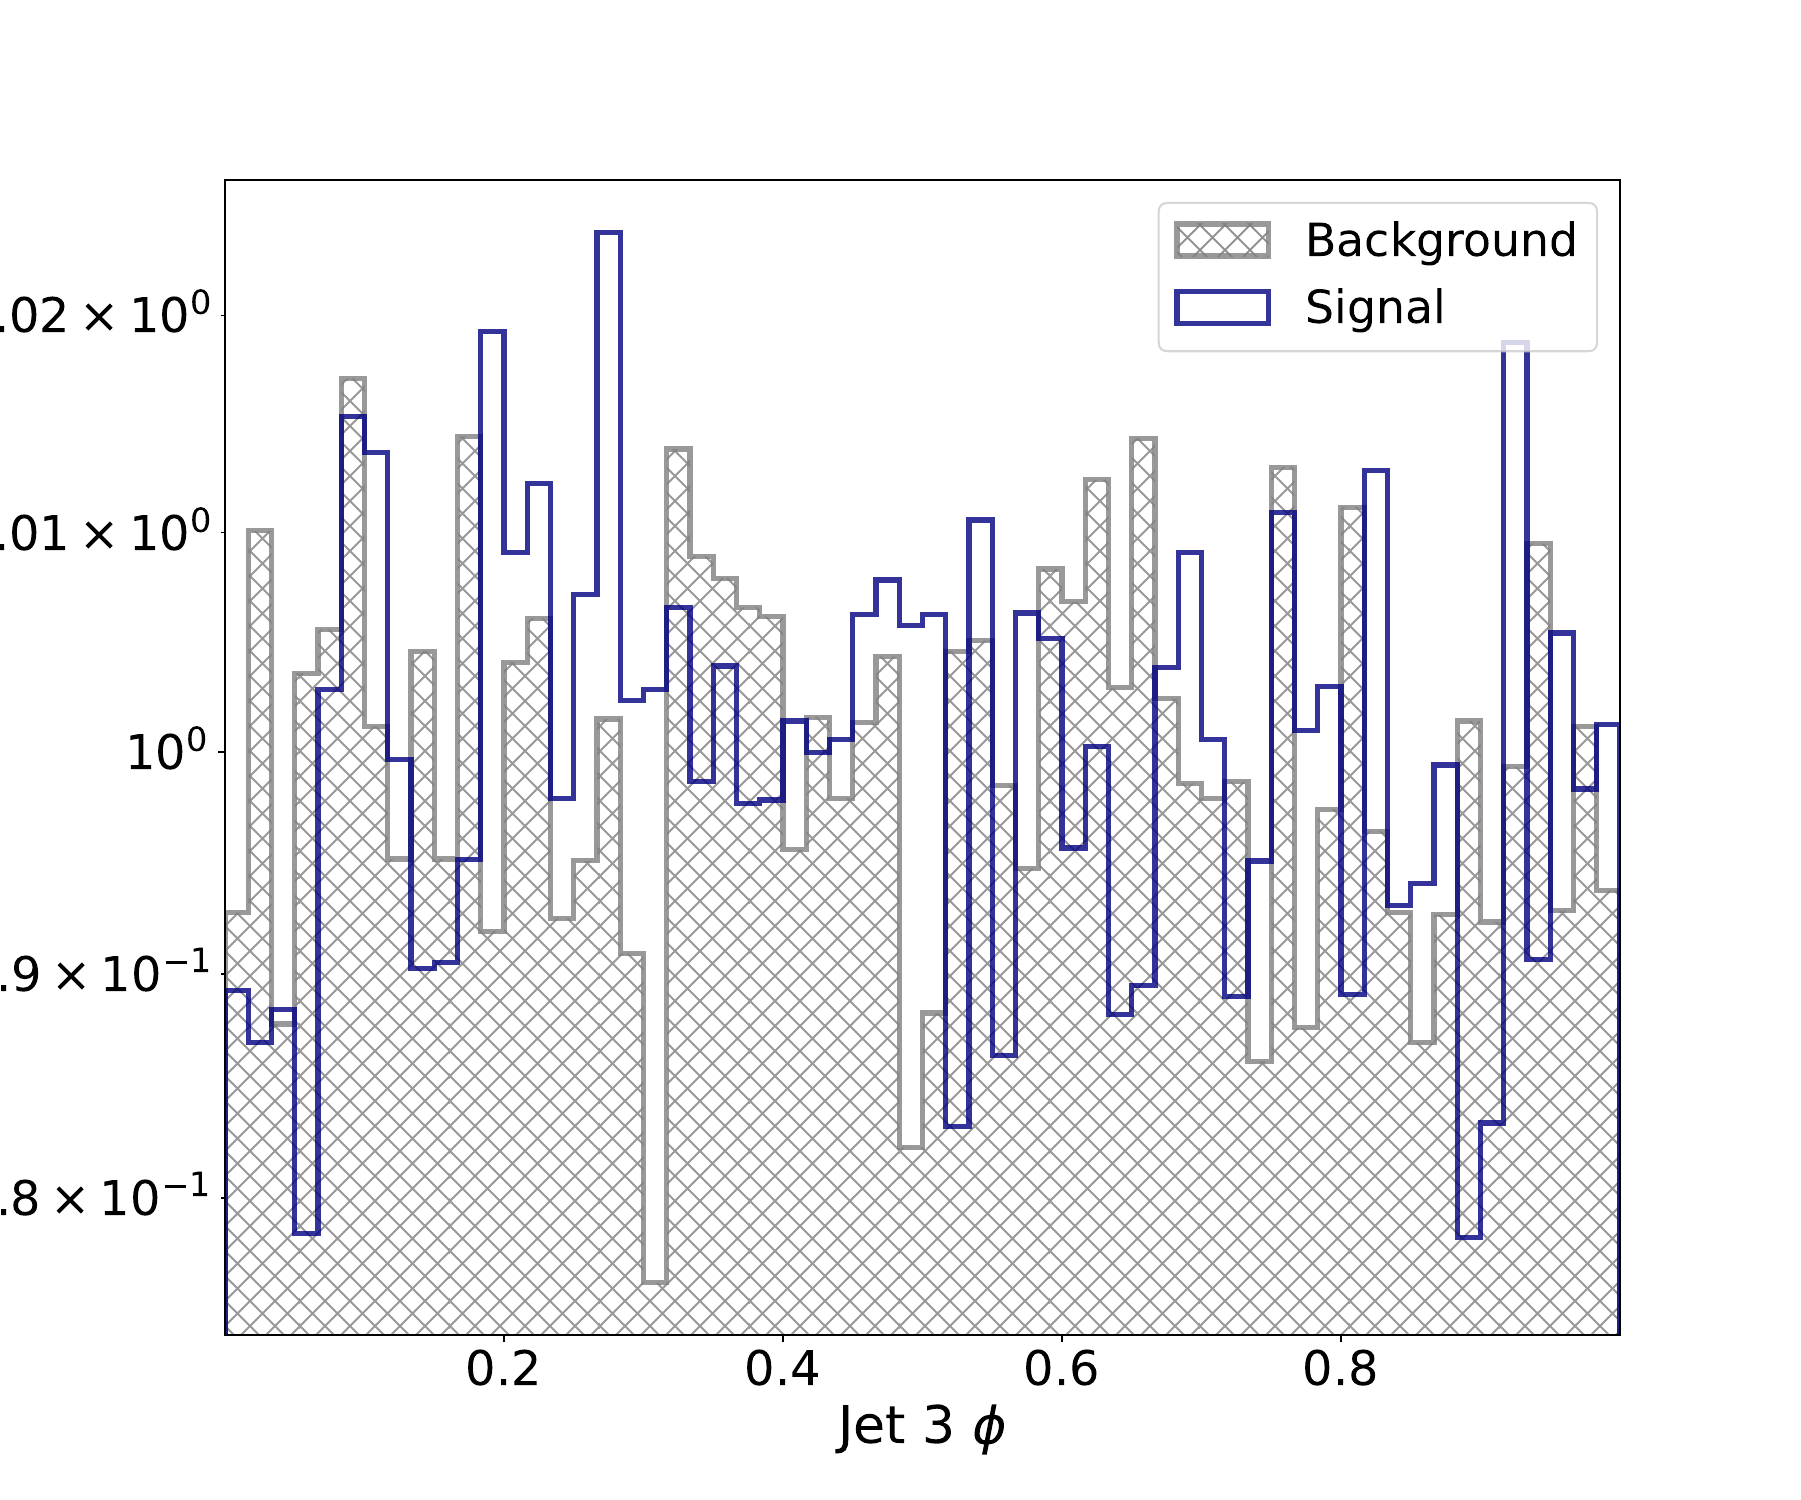 Background
Signal
.02 × 10⁰
.01 × 10⁰
10⁰
.9 × 10⁻¹
.8 × 10⁻¹
0.2 0.4 0.6 0.8
Jet 3 ϕ